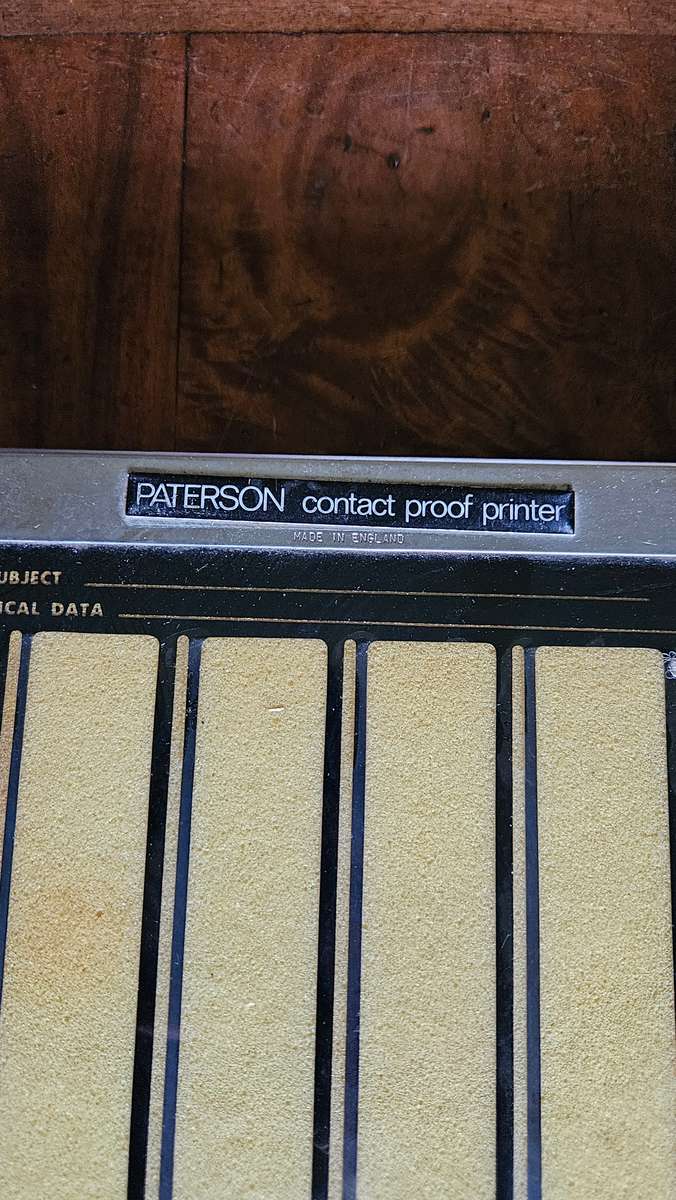 PATERSON contact proof printer
MADE IN ENGLAND
UBJECT
ICAL DATA